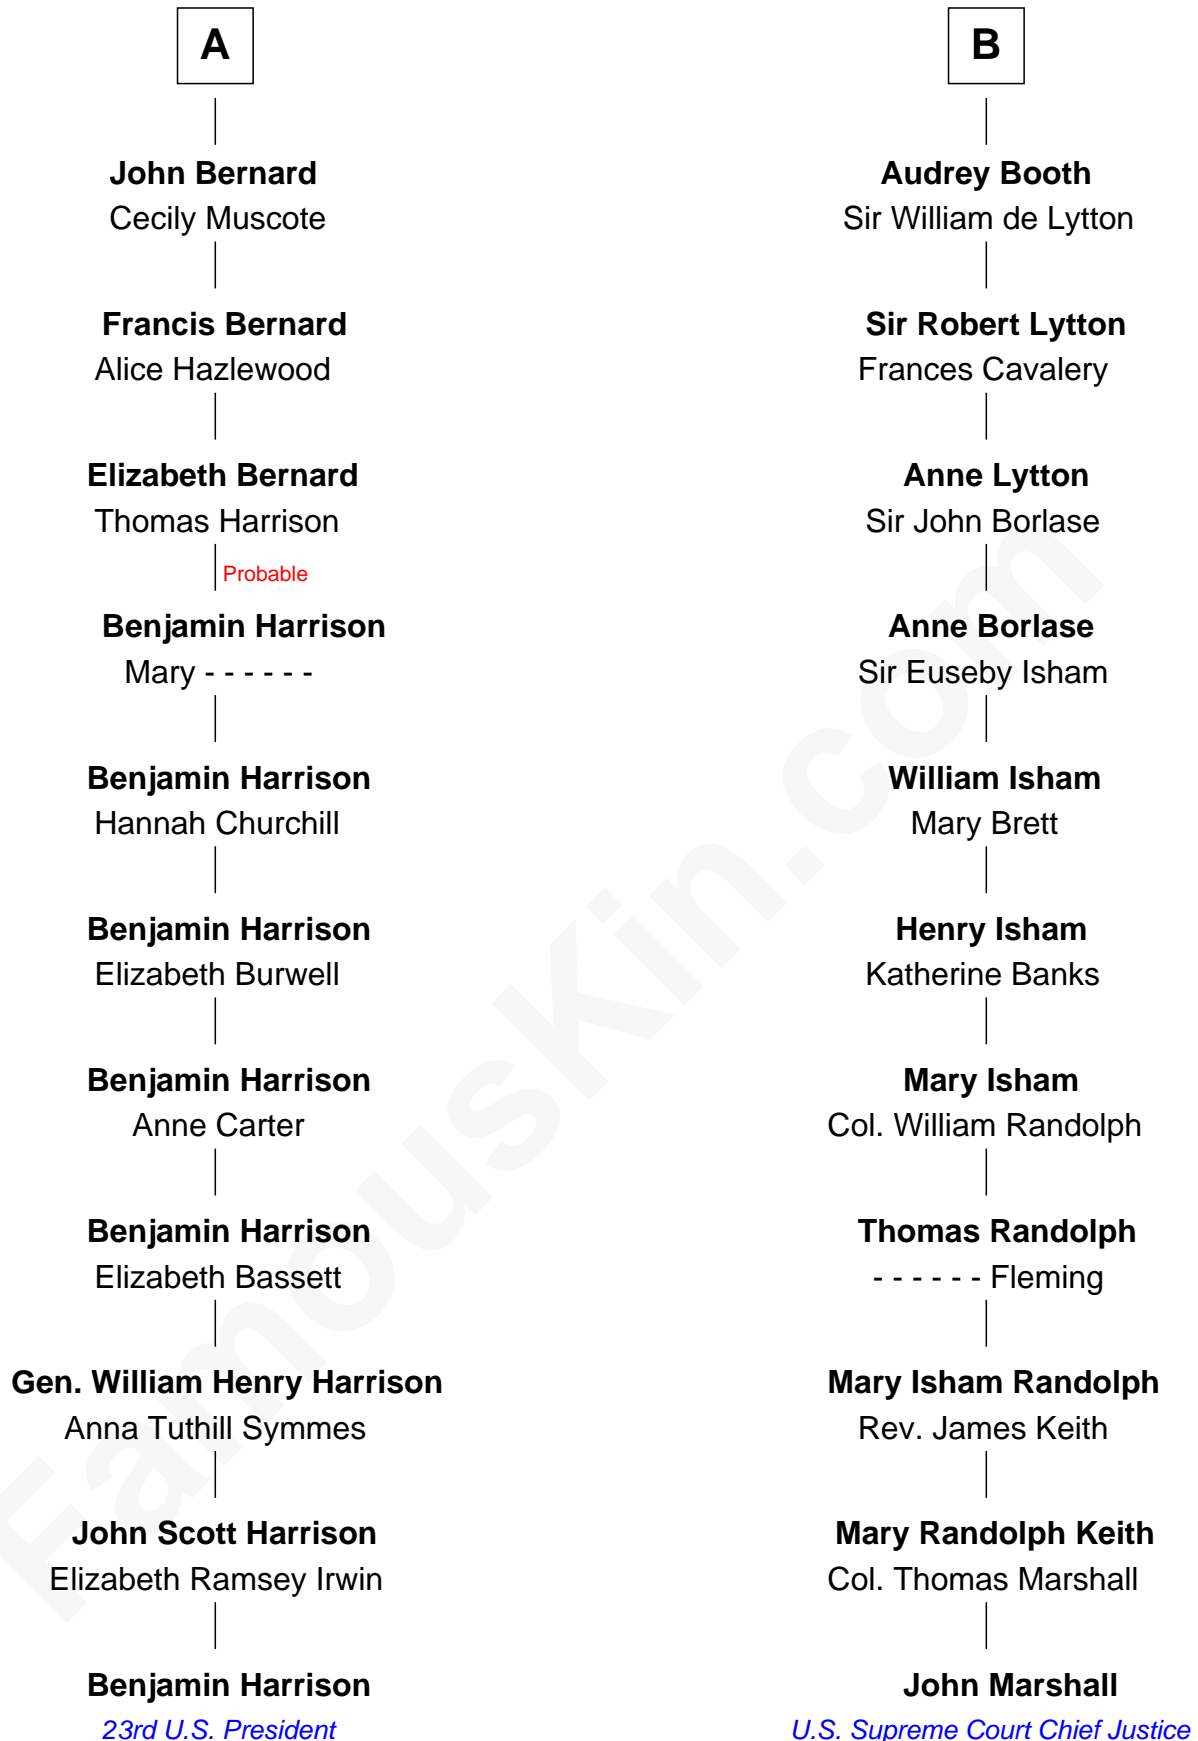 A
John Bernard
Cecily Muscote
Francis Bernard
Alice Hazlewood
Elizabeth Bernard
Thomas Harrison
Probable
Benjamin Harrison
Mary - - - - - -
Benjamin Harrison
Hannah Churchill
Benjamin Harrison
Elizabeth Burwell
Benjamin Harrison
Anne Carter
Benjamin Harrison
Elizabeth Bassett
Gen. William Henry Harrison
Anna Tuthill Symmes
John Scott Harrison
Elizabeth Ramsey Irwin
Benjamin Harrison
23rd U.S. President
B
Audrey Booth
Sir William de Lytton
Sir Robert Lytton
Frances Cavalery
Anne Lytton
Sir John Borlase
Anne Borlase
Sir Euseby Isham
William Isham
Mary Brett
Henry Isham
Katherine Banks
Mary Isham
Col. William Randolph
Thomas Randolph
- - - - - - Fleming
Mary Isham Randolph
Rev. James Keith
Mary Randolph Keith
Col. Thomas Marshall
John Marshall
U.S. Supreme Court Chief Justice
FamousKin.com